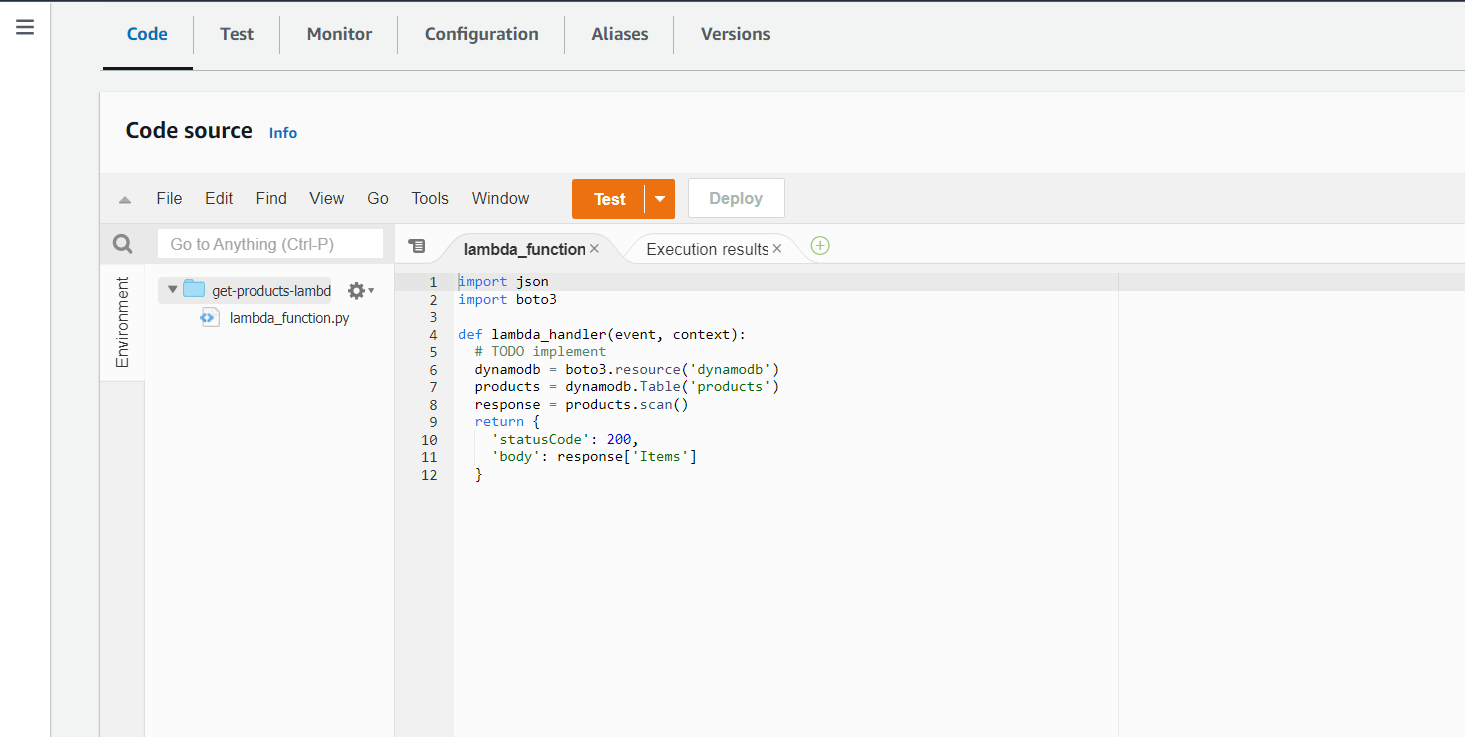 Code Test Monitor Configuration Aliases Versions
Code source Info
File Edit Find View Go Tools Window Test Deploy
Go to Anything (Ctrl-P)
Environment
get-products-lambd
lambda_function.py
lambda_function × Execution results ×
1 import json
2 import boto3
3
4 def lambda_handler(event, context):
5   # TODO implement
6   dynamodb = boto3.resource('dynamodb')
7   products = dynamodb.Table('products')
8   response = products.scan()
9   return {
10     'statusCode': 200,
11     'body': response['Items']
12   }